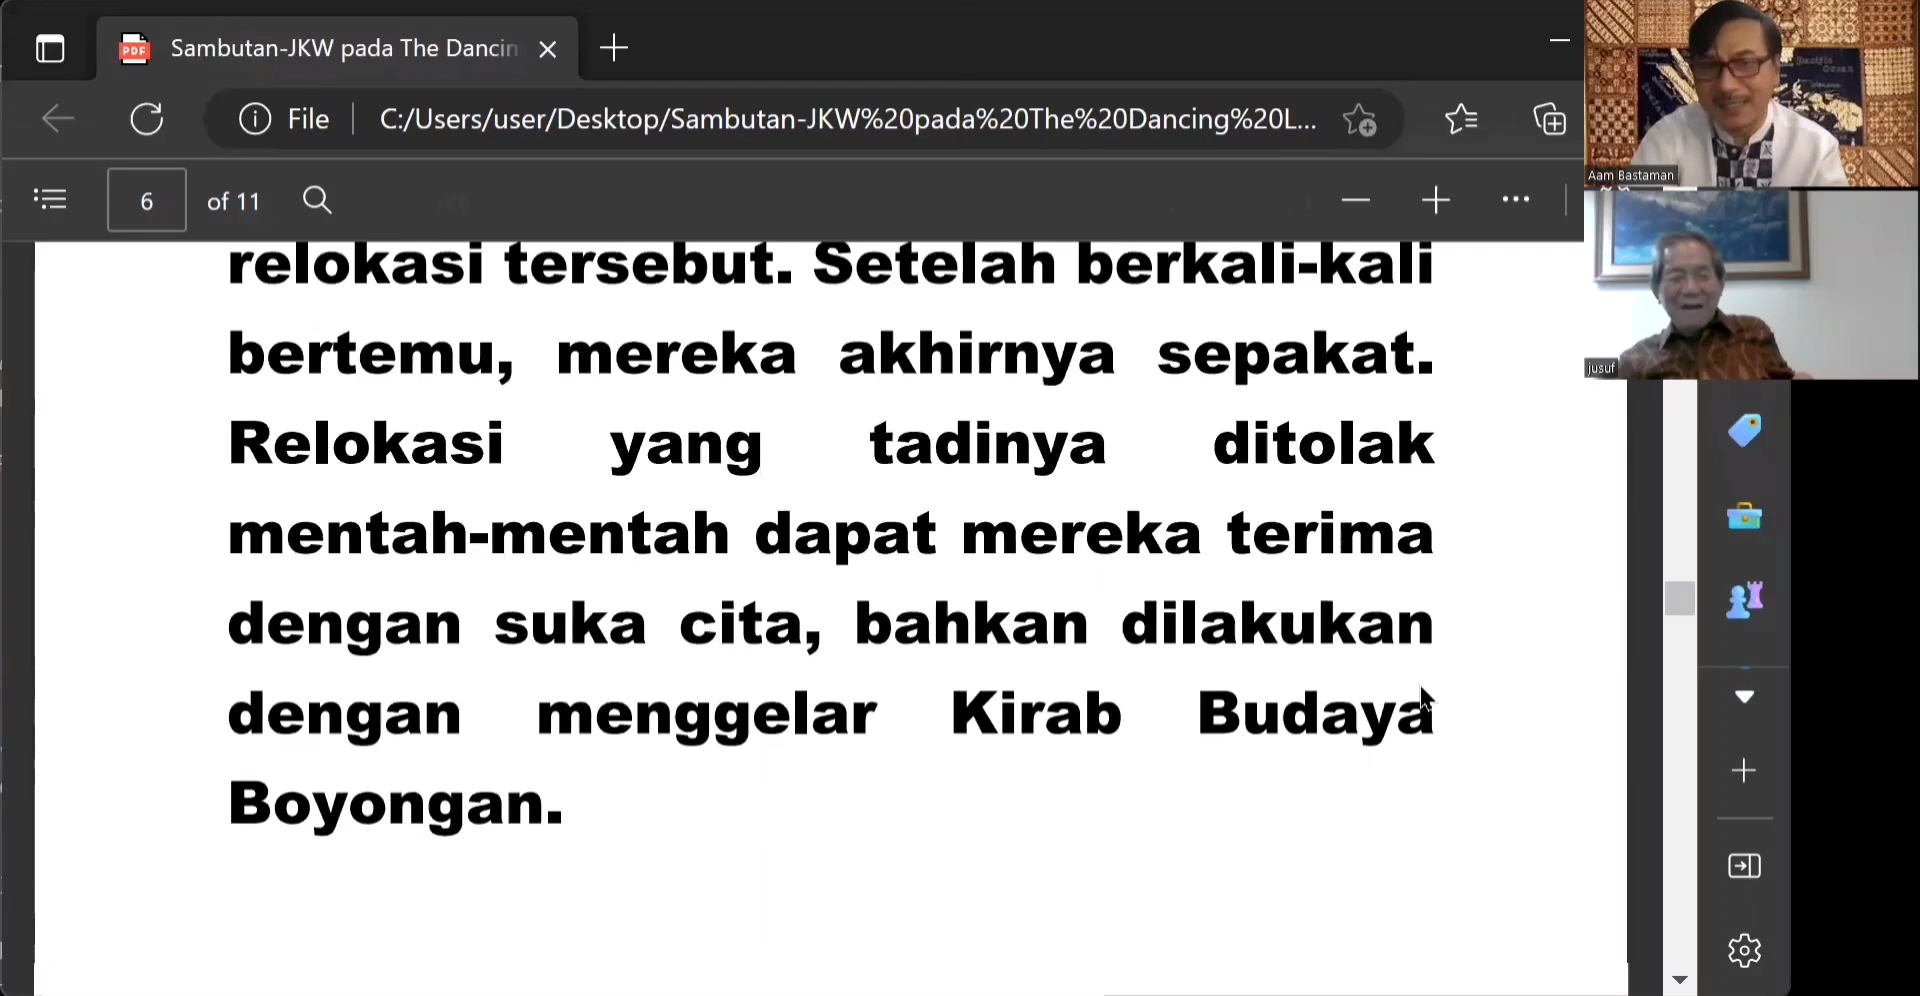 Sambutan-JKW pada The Dancin
File
C:/Users/user/Desktop/Sambutan-JKW%20pada%20The%20Dancing%20L...
6 of 11
relokasi tersebut. Setelah berkali-kali
bertemu, mereka akhirnya sepakat.
Relokasi yang tadinya ditolak
mentah-mentah dapat mereka terima
dengan suka cita, bahkan dilakukan
dengan menggelar Kirab Budaya
Boyongan.
Aam Bastaman
jusuf
PDF